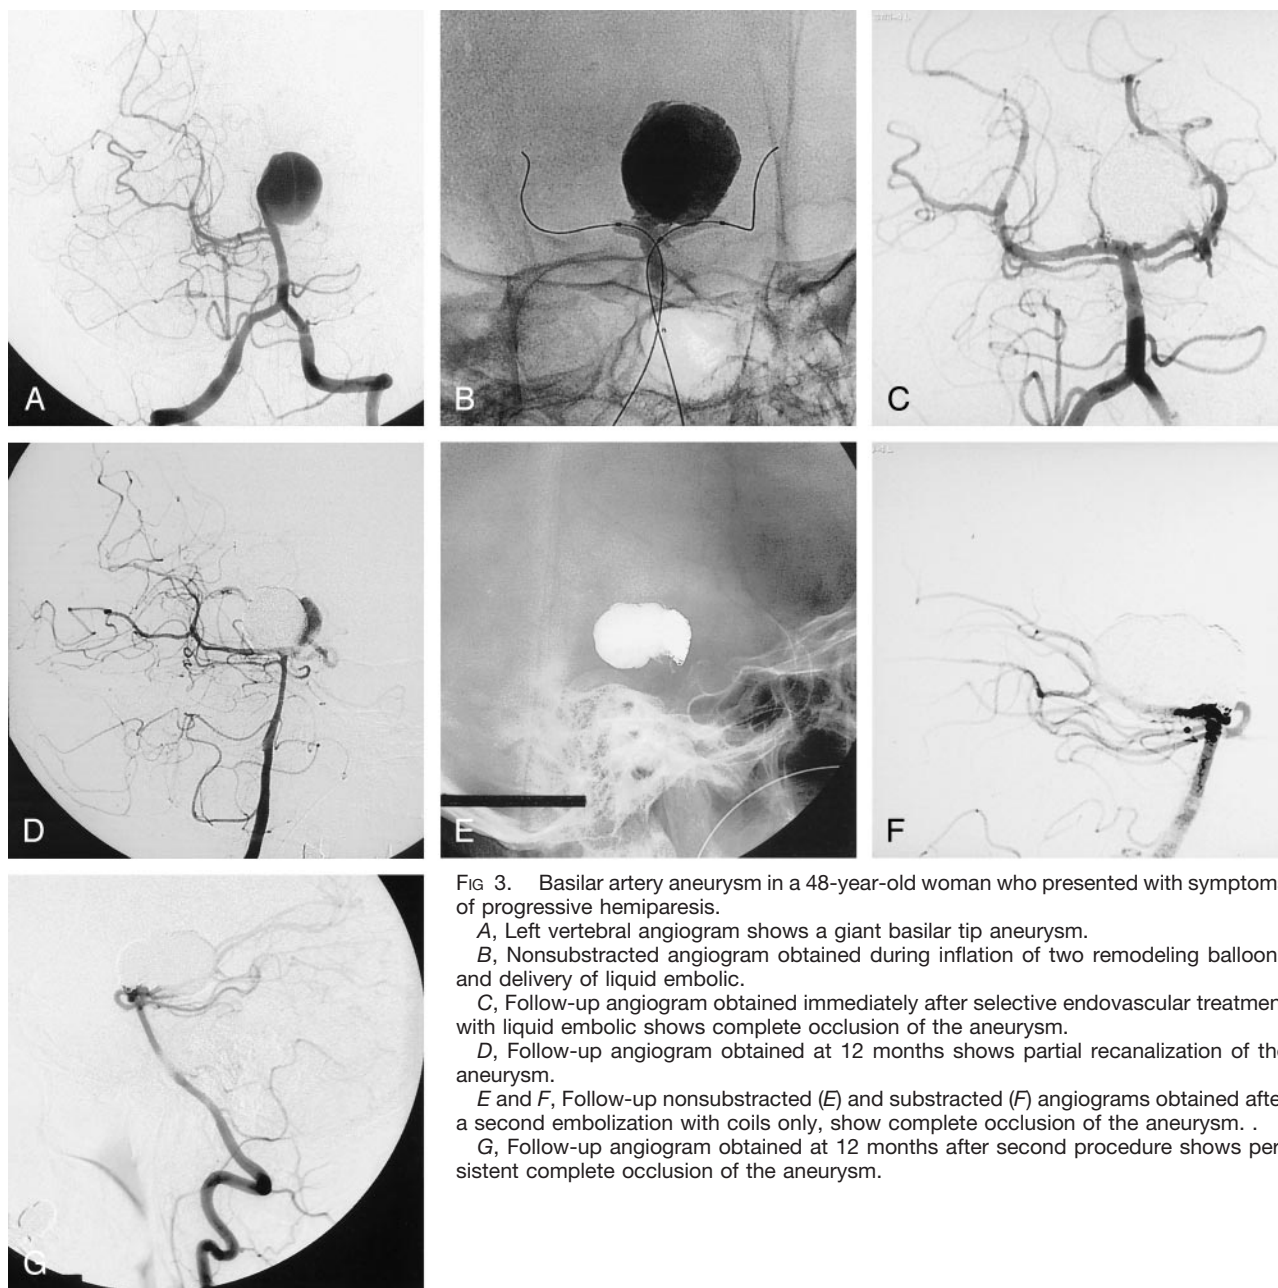 A
B
C
D
E
F
G
FIG 3. Basilar artery aneurysm in a 48-year-old woman who presented with symptom
of progressive hemiparesis.
A, Left vertebral angiogram shows a giant basilar tip aneurysm.
B, Nonsubstracted angiogram obtained during inflation of two remodeling balloon
and delivery of liquid embolic.
C, Follow-up angiogram obtained immediately after selective endovascular treatmen
with liquid embolic shows complete occlusion of the aneurysm.
D, Follow-up angiogram obtained at 12 months shows partial recanalization of the
aneurysm.
E and F, Follow-up nonsubstracted (E) and substracted (F) angiograms obtained afte
a second embolization with coils only, show complete occlusion of the aneurysm. .
G, Follow-up angiogram obtained at 12 months after second procedure shows per
sistent complete occlusion of the aneurysm.